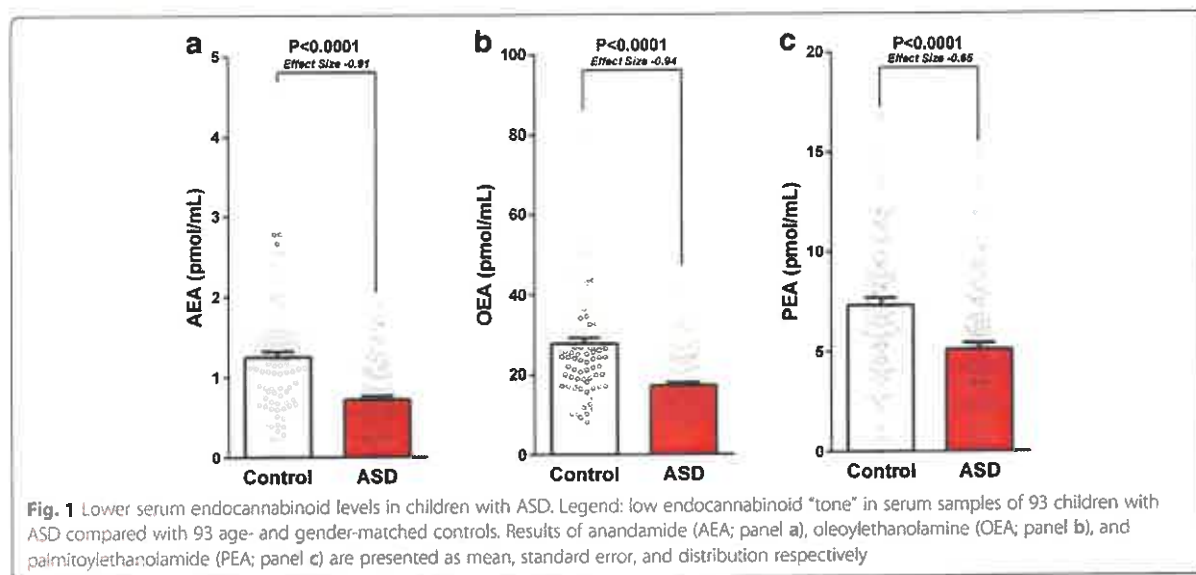 a
P<0.0001
Effect Size -0.91
5
4
3
2
1
0
AEA (pmol/mL)
Control ASD
b
P<0.0001
Effect Size -0.94
100
80
60
40
20
0
OEA (pmol/mL)
Control ASD
c
P<0.0001
Effect Size -0.65
20
15
10
5
0
PEA (pmol/mL)
Control ASD
Fig. 1 Lower serum endocannabinoid levels in children with ASD. Legend: low endocannabinoid "tone" in serum samples of 93 children with
ASD compared with 93 age- and gender-matched controls. Results of anandamide (AEA; panel a), oleoylethanolamine (OEA; panel b), and
palmitoylethanolamide (PEA; panel c) are presented as mean, standard error, and distribution respectively